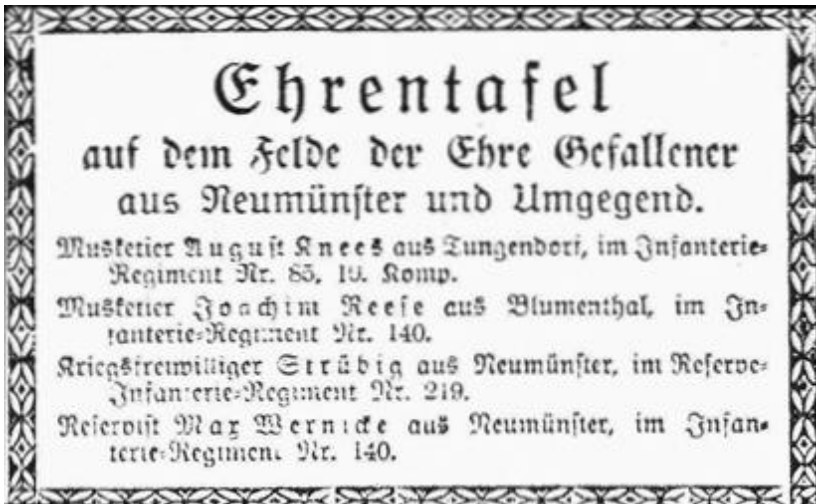 Ehrentafel
auf dem Felde der Ehre Gefallener
aus Neumünster und Umgegend.
Musketier August Knees aus Tungendorf, im Infanterie-
Regiment Nr. 85, 10. Komp.
Musketier Joachim Reese aus Blumenthal, im In-
fanterie-Regiment Nr. 140.
Kriegsfreiwilliger Strübig aus Neumünster, im Reserve-
Infanterie-Regiment Nr. 219.
Reservist Max Wernicke aus Neumünster, im Infan-
terie-Regiment Nr. 140.